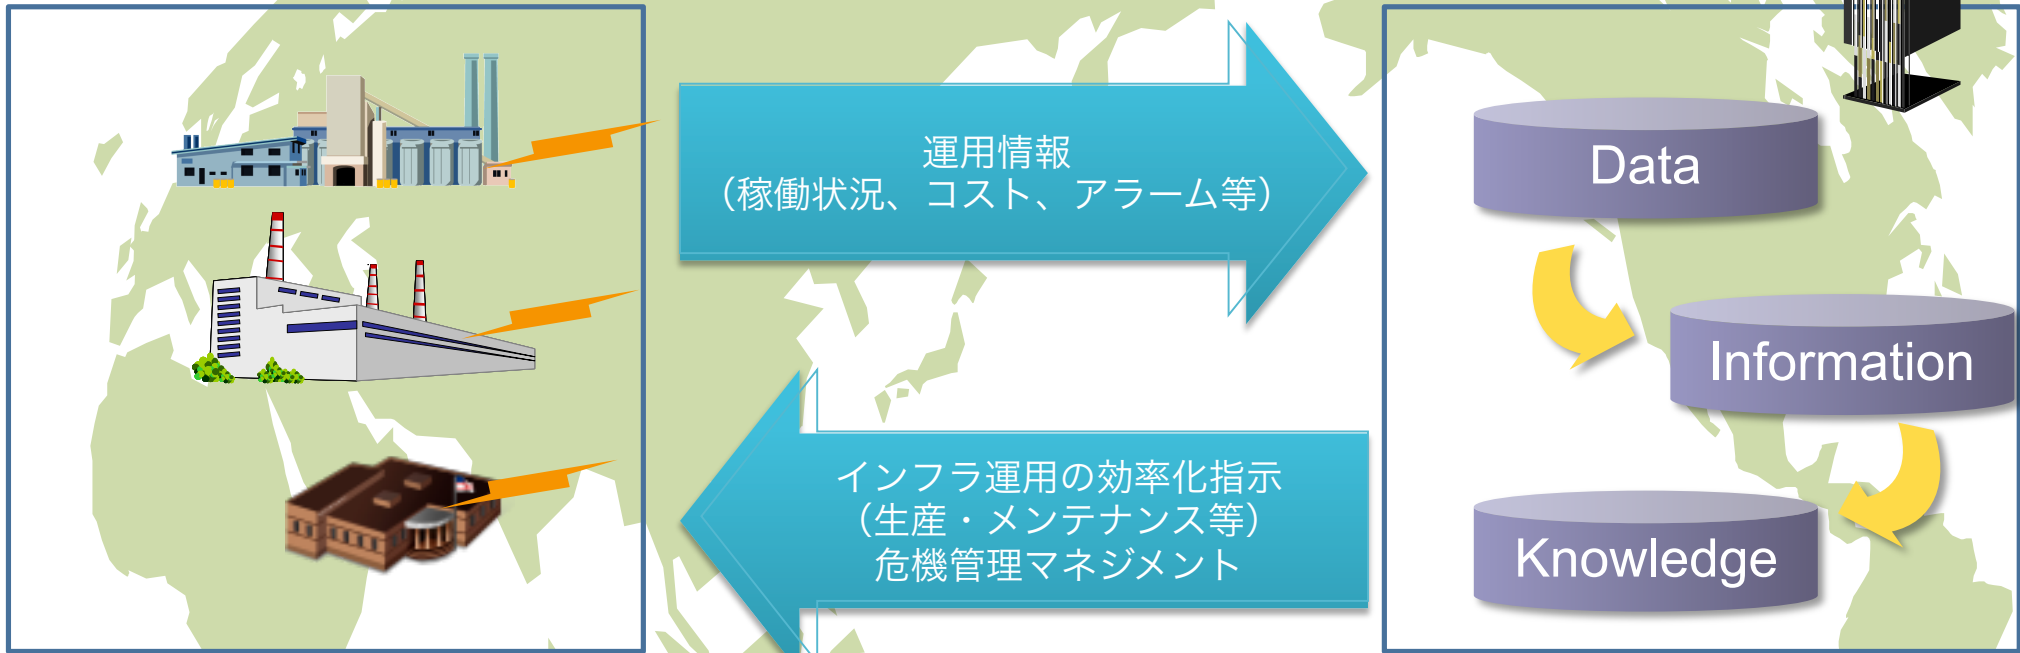 運用情報
（稼働状況、コスト、アラーム等）
インフラ運用の効率化指示
（生産・メンテナンス等）
危機管理マネジメント
Data
Information
Knowledge